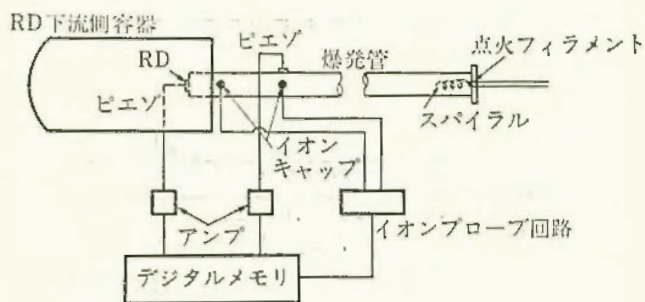 RD下流側容器
ピエゾ
点火フィラメント
RD
爆発管
ピエゾ
スパイラル
イオン
キャップ
アンプ
イオンプローブ回路
デジタルメモリ